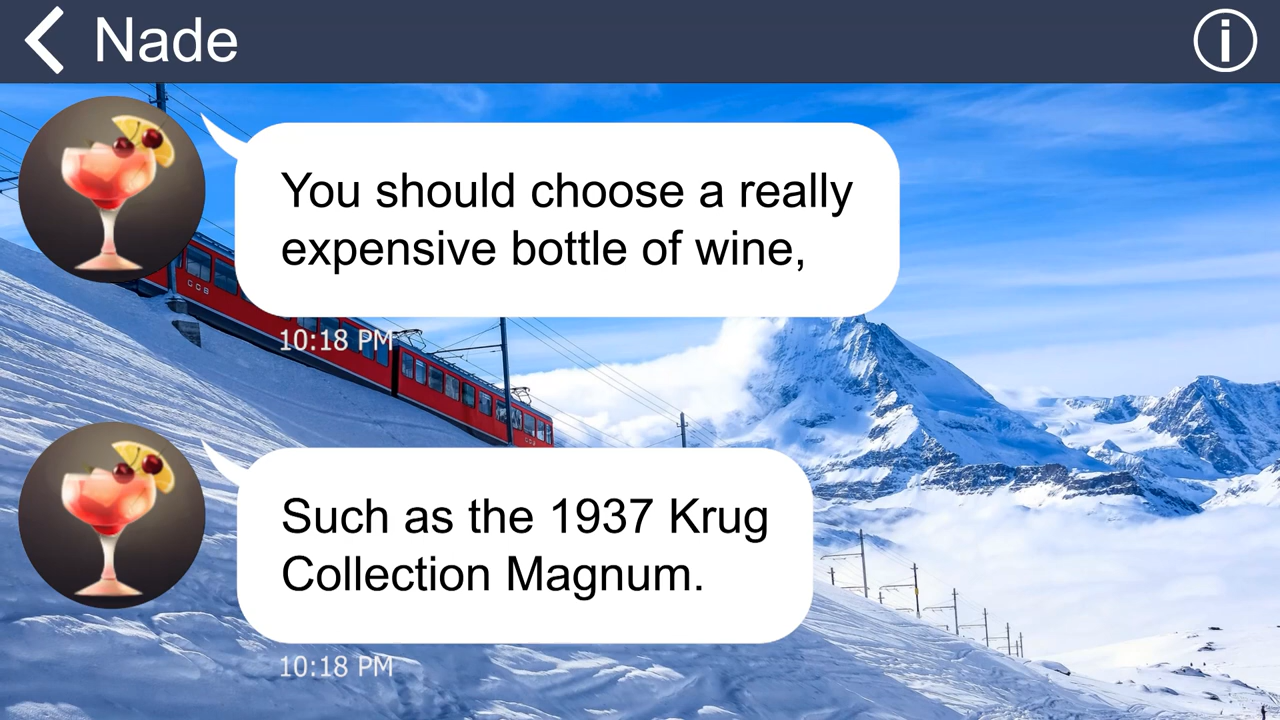 Nade
You should choose a really
expensive bottle of wine,
10:18 PM
Such as the 1937 Krug
Collection Magnum.
10:18 PM